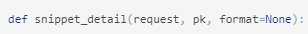 def snippet_detail(request, pk, format=None):